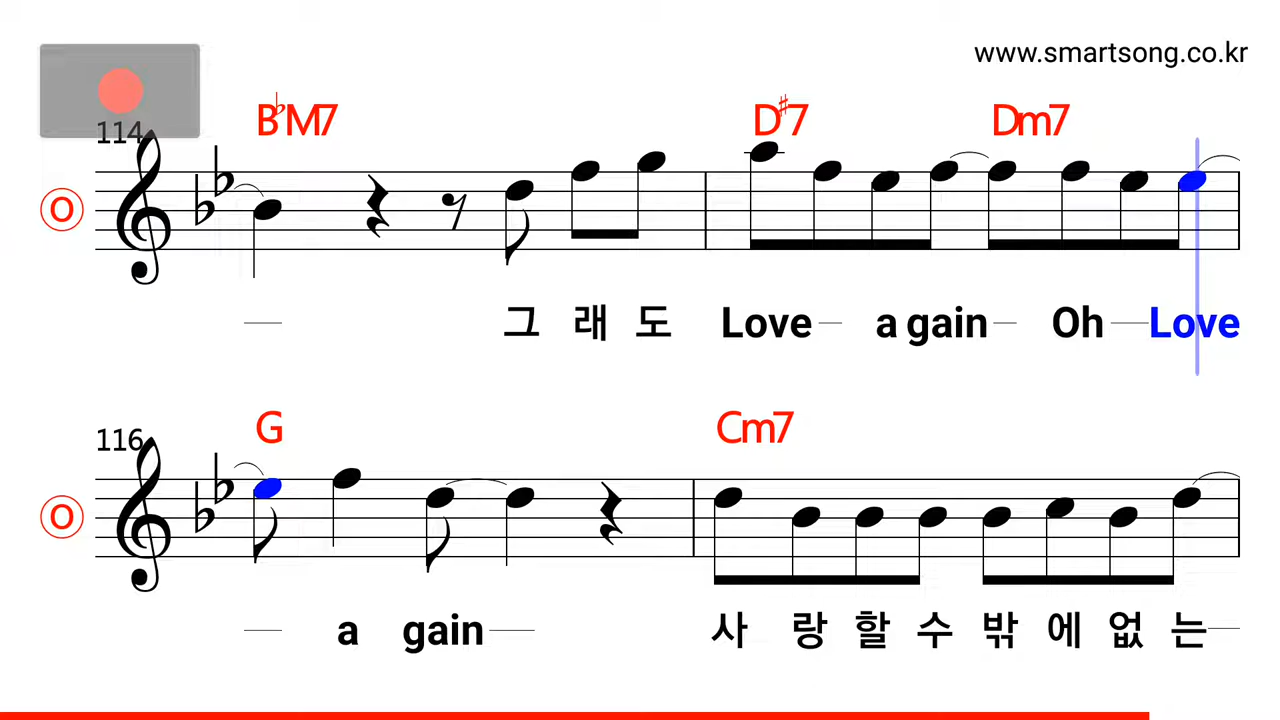 www.smartsong.co.kr
B♭M7 D♯7 Dm7
114
O
그 래 도 Love a gain Oh Love
G Cm7
116
O
a gain 사 랑 할 수 밖 에 없 는